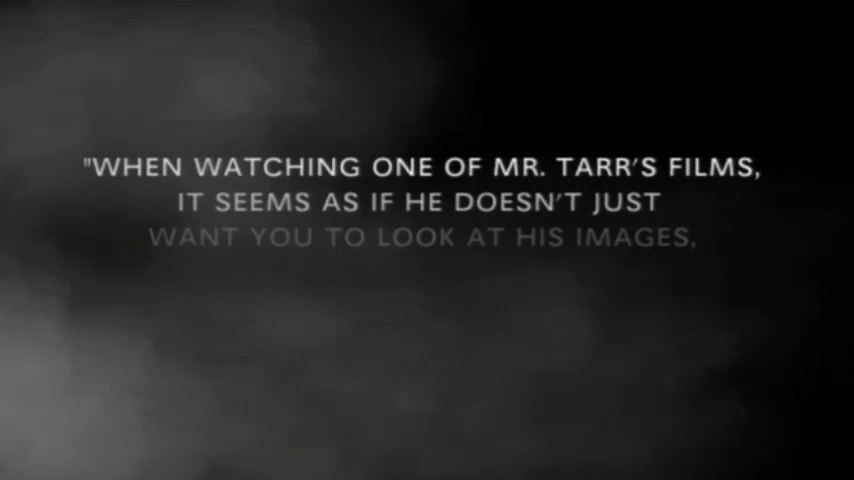 "WHEN WATCHING ONE OF MR. TARR'S FILMS,
IT SEEMS AS IF HE DOESN'T JUST
WANT YOU TO LOOK AT HIS IMAGES,